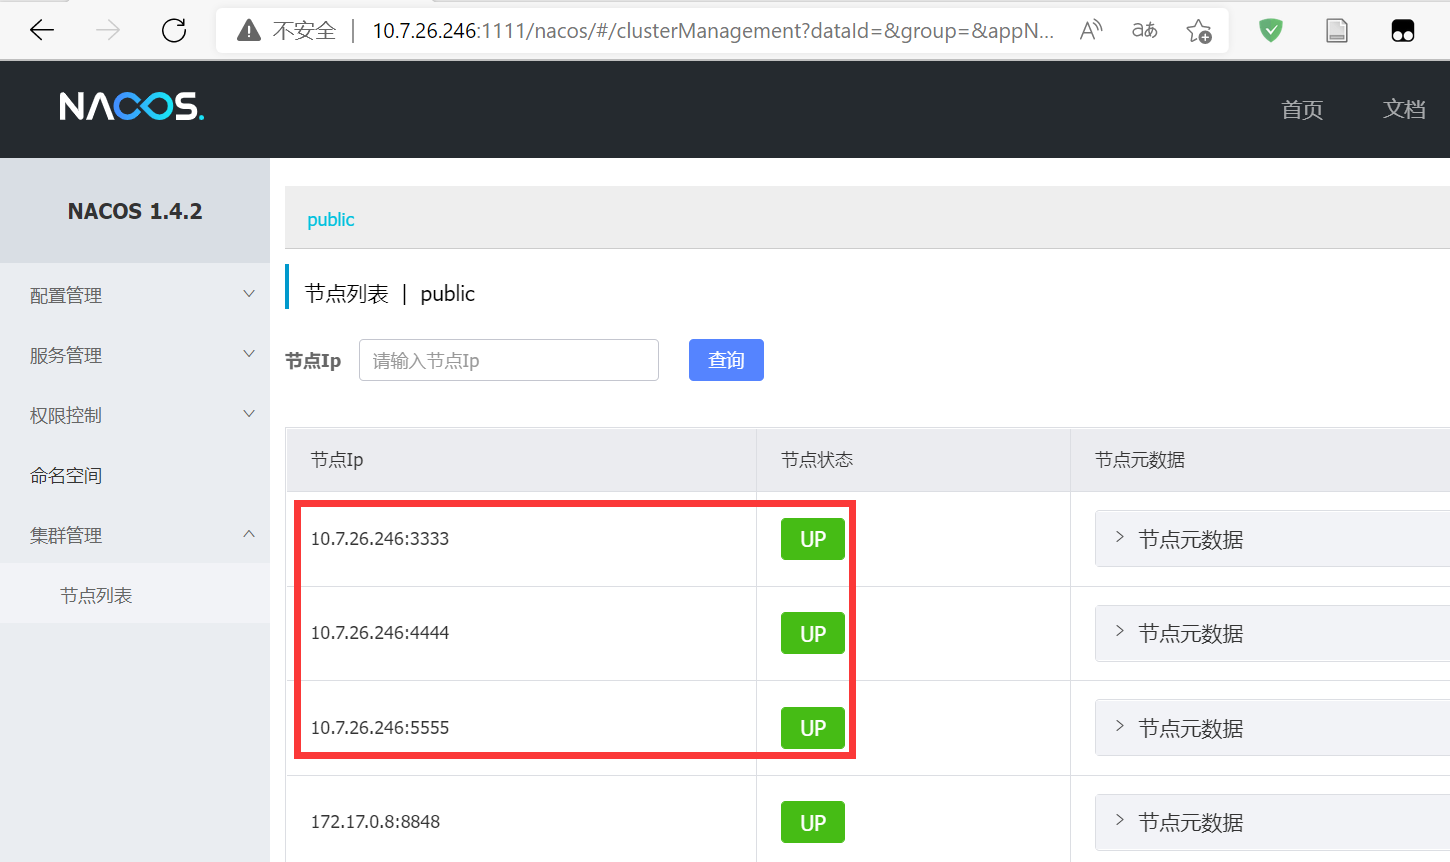 不安全 | 10.7.26.246:1111/nacos/#/clusterManagement?dataId=&group=&appN...
NACOS.
首页
文档
NACOS 1.4.2
配置管理
服务管理
权限控制
命名空间
集群管理
节点列表
public
节点列表 | public
节点Ip
请输入节点Ip
查询
节点Ip 节点状态 节点元数据
10.7.26.246:3333 UP 节点元数据
10.7.26.246:4444 UP 节点元数据
10.7.26.246:5555 UP 节点元数据
172.17.0.8:8848 UP 节点元数据